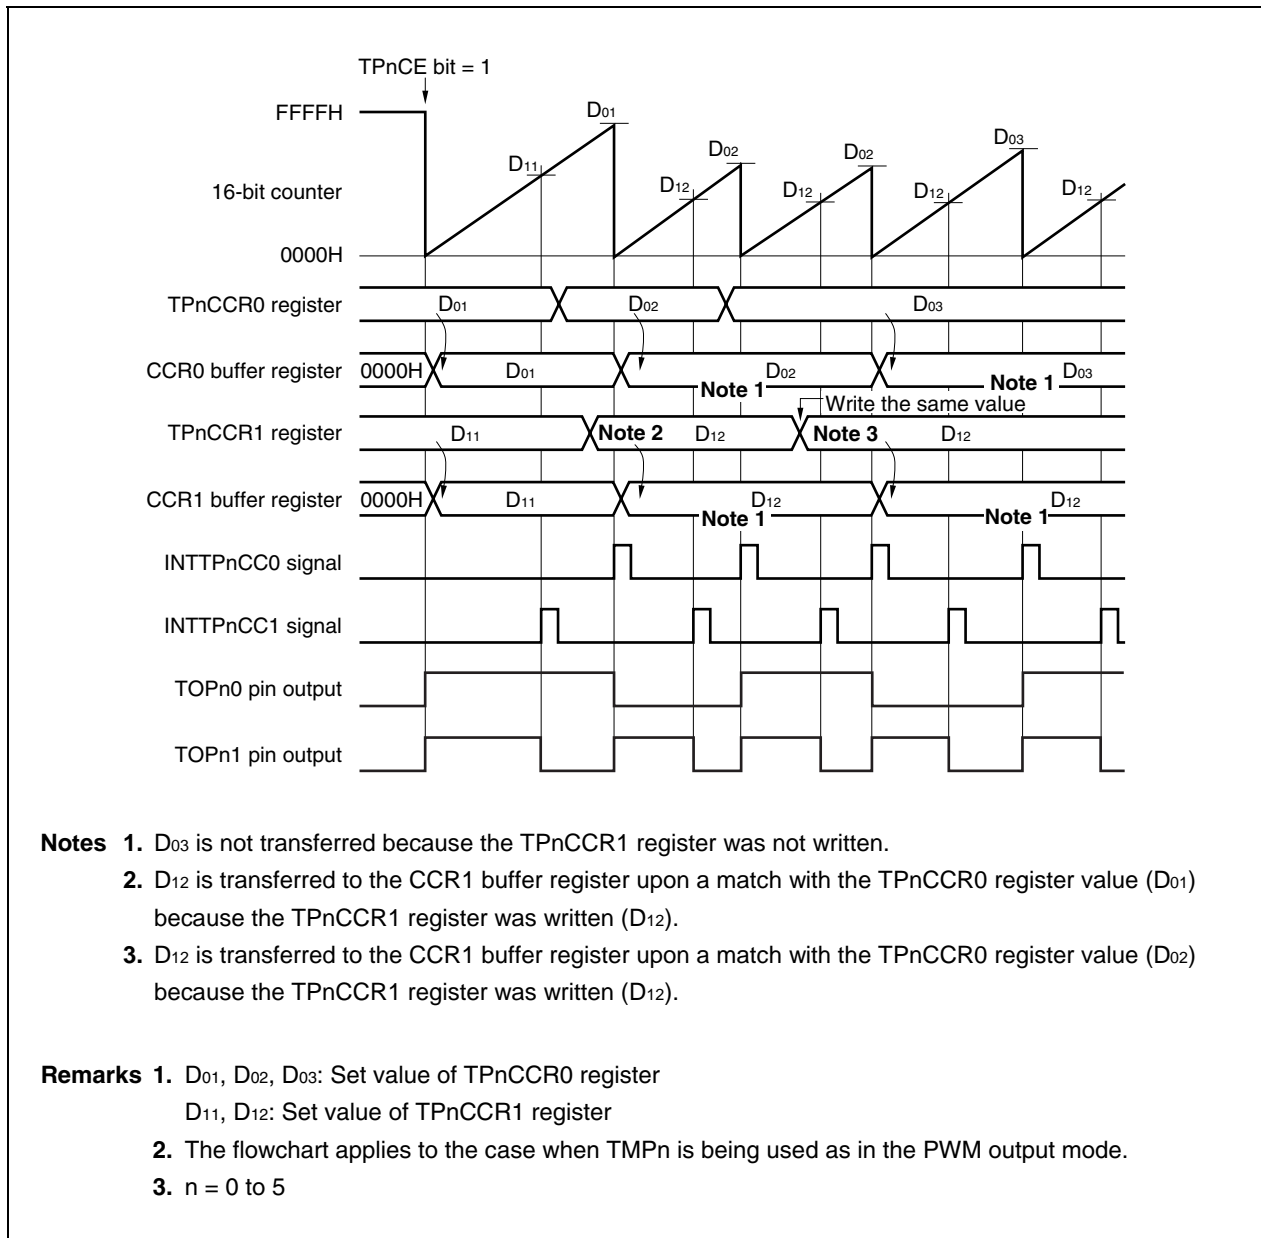 TPnCE bit = 1
FFFFH
D01
D11
D02
D02
D03
D12
D12
D12
D12
16-bit counter
0000H
TPnCCR0 register
D01
D02
D03
CCR0 buffer register
0000H
D01
D02
D03
Note 1
Note 1
Write the same value
TPnCCR1 register
D11
Note 2
D12
Note 3
D12
CCR1 buffer register
0000H
D11
D12
D12
Note 1
Note 1
INTTPnCC0 signal
INTTPnCC1 signal
TOPn0 pin output
TOPn1 pin output
Notes 1. D03 is not transferred because the TPnCCR1 register was not written.
2. D12 is transferred to the CCR1 buffer register upon a match with the TPnCCR0 register value (D01)
because the TPnCCR1 register was written (D12).
3. D12 is transferred to the CCR1 buffer register upon a match with the TPnCCR0 register value (D02)
because the TPnCCR1 register was written (D12).
Remarks 1. D01, D02, D03: Set value of TPnCCR0 register
D11, D12: Set value of TPnCCR1 register
2. The flowchart applies to the case when TMPn is being used as in the PWM output mode.
3. n = 0 to 5